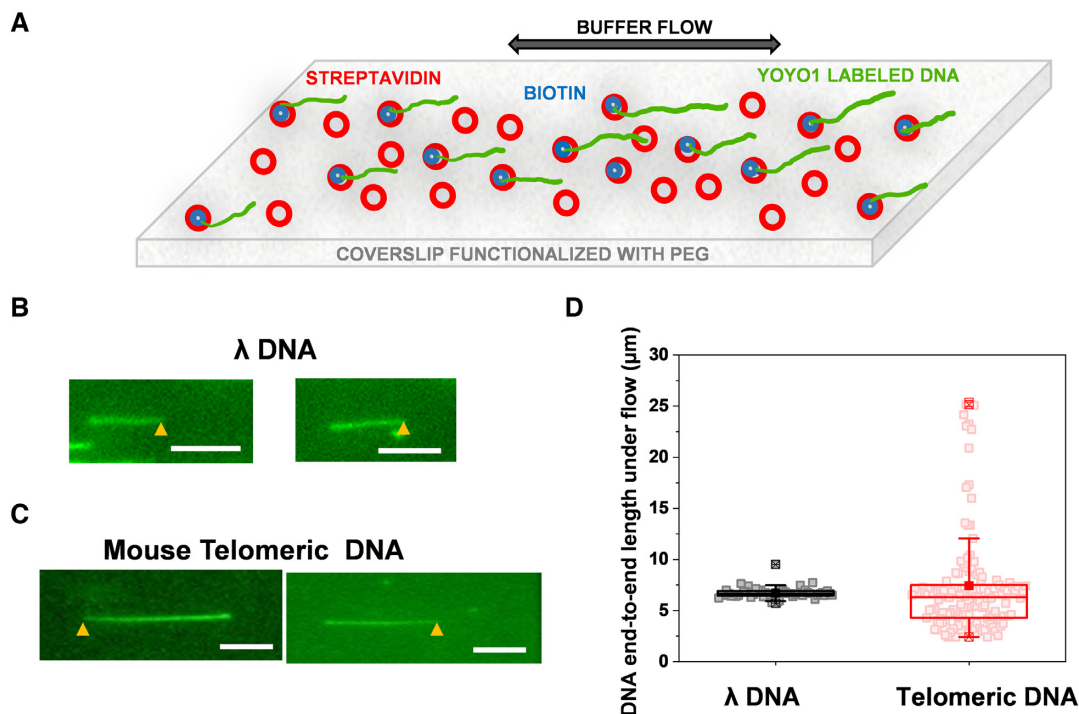 A
BUFFER FLOW
STREPTAVIDIN
BIOTIN
YOYO1 LABELED DNA
COVERSLIP FUNCTIONALIZED WITH PEG
B
λ DNA
C
Mouse Telomeric DNA
D
DNA end-to-end length under flow (μm)
30
25
20
15
10
5
0
λ DNA
Telomeric DNA